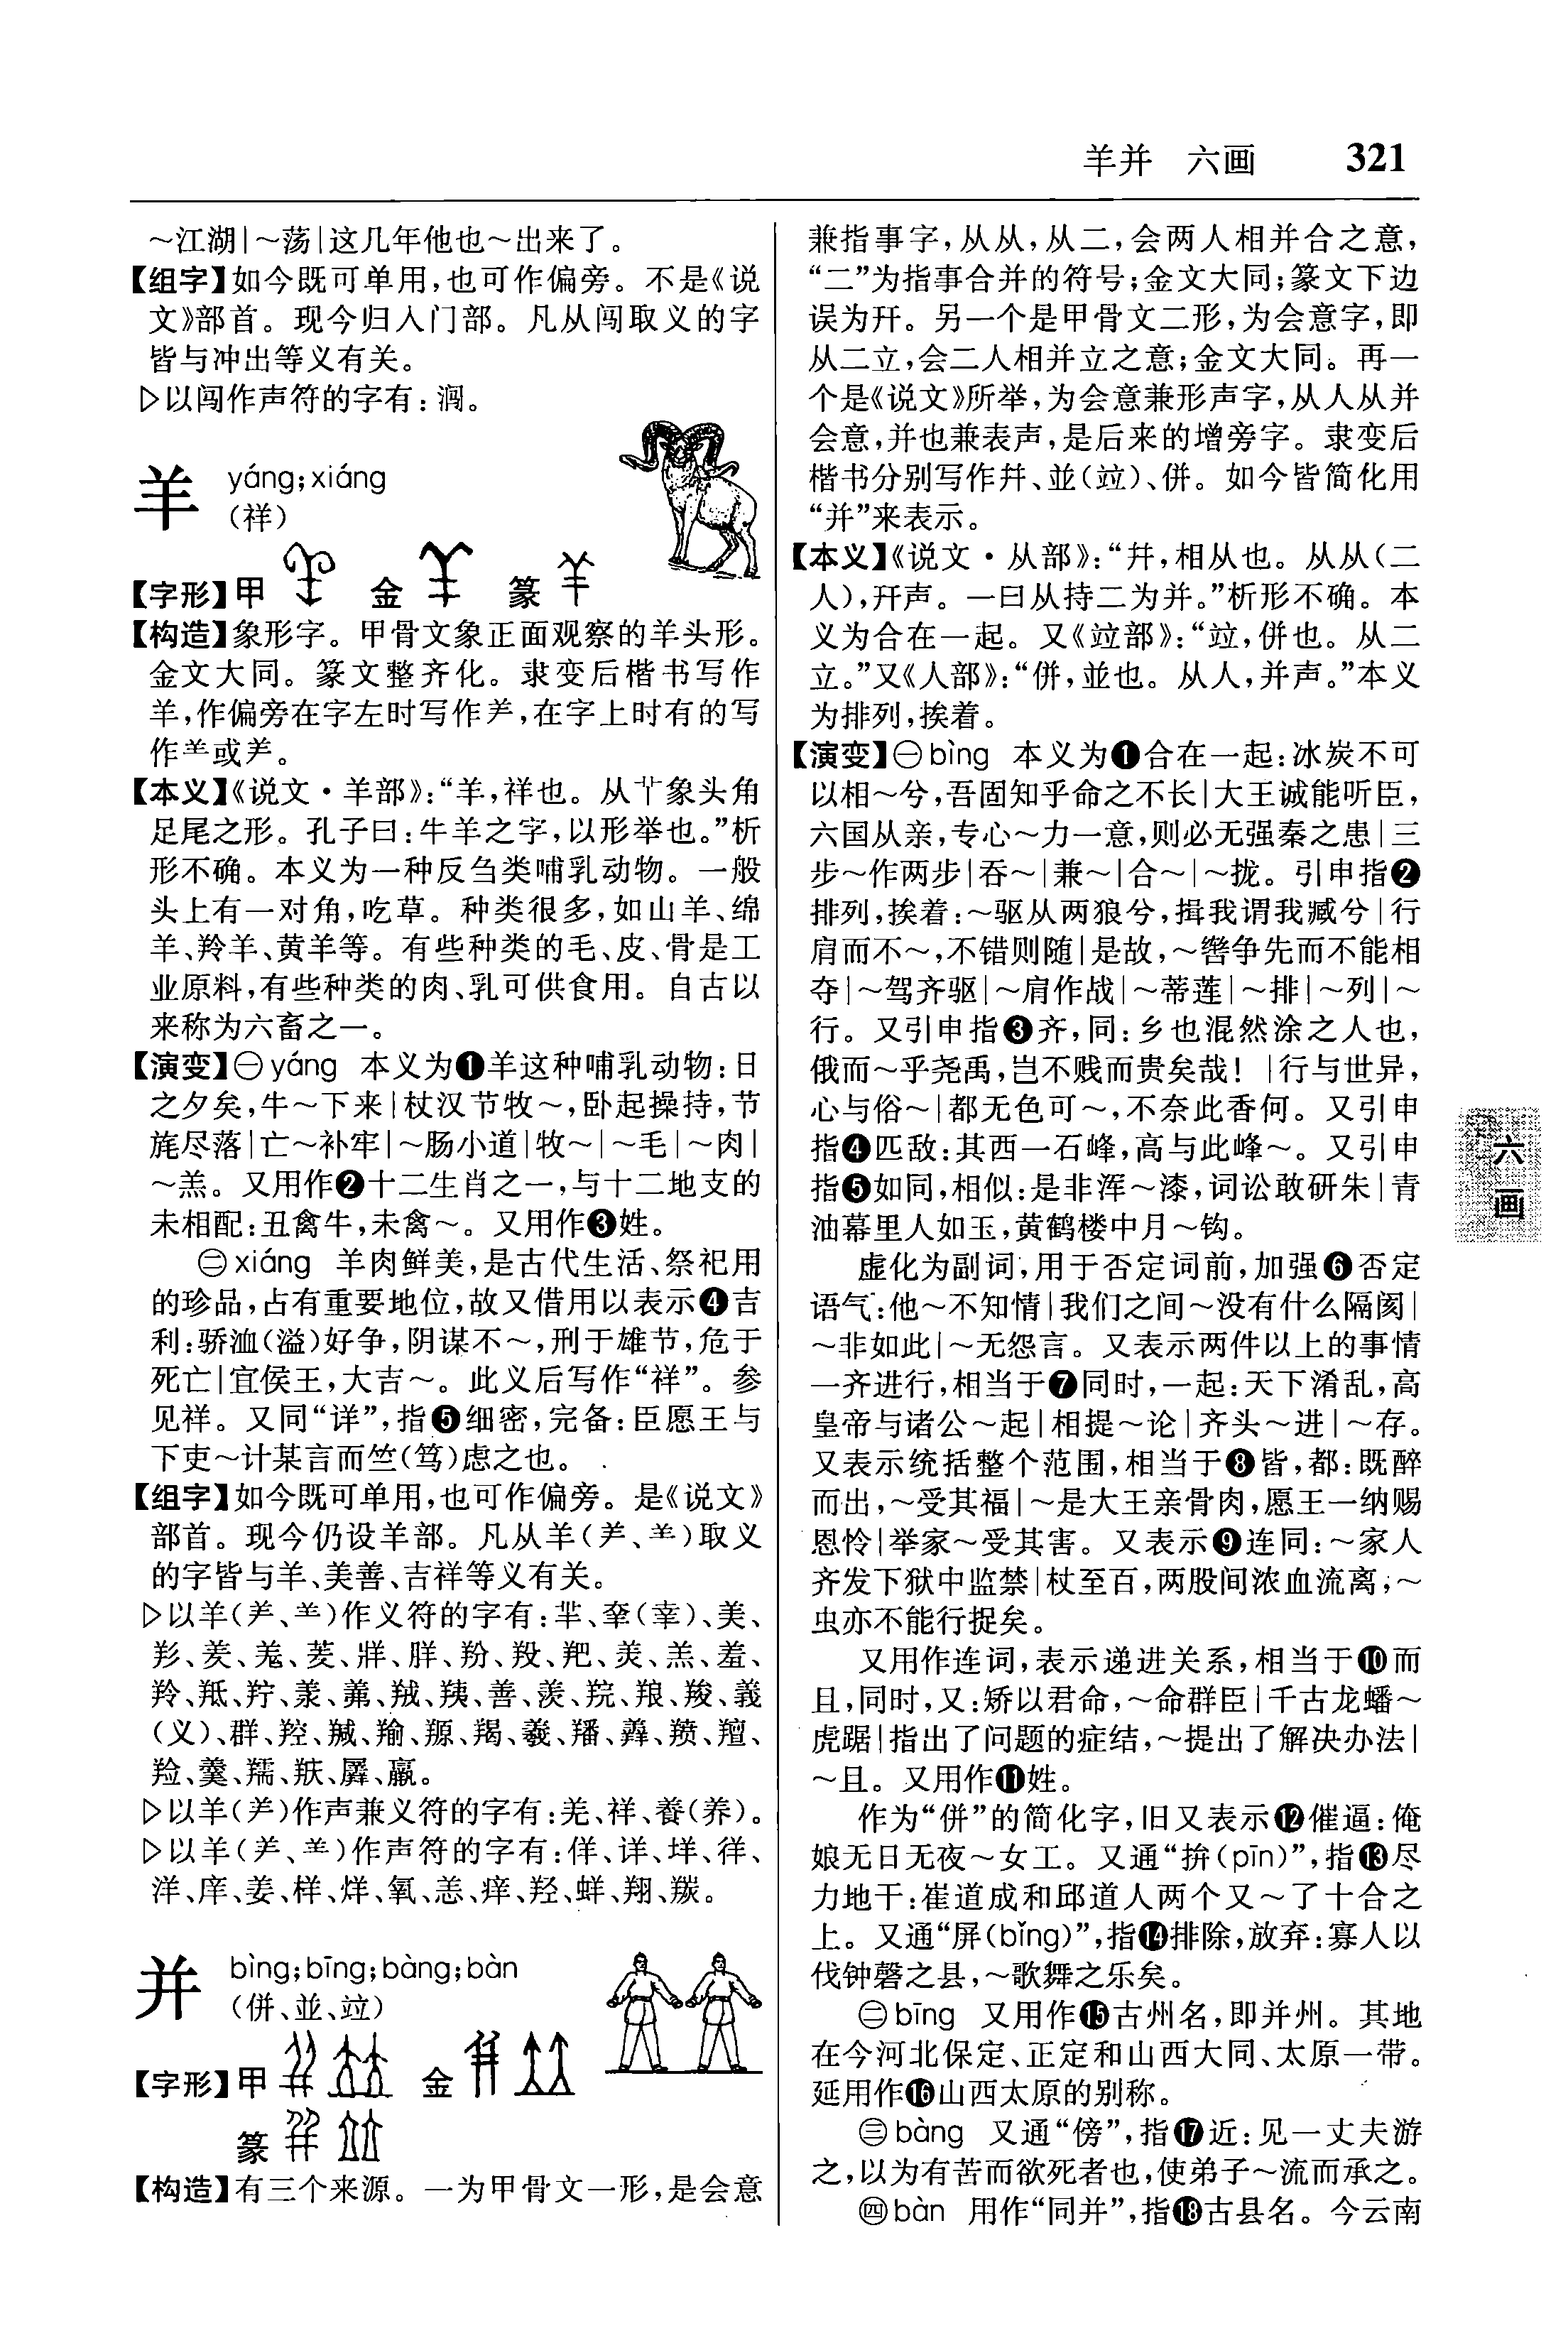 羊并　六画　321
～江湖|～荡|这几年他也～出来了。
【组字】如今既可单用,也可作偏旁。不是《说
文》部首。现今归入门部。凡从闯取义的字
皆与冲出等义有关。
▷以闯作声符的字有:
羊　yáng;xiáng
(祥)
【字形】甲　金　篆
【构造】象形字。甲骨文象正面观察的羊头形。
金文大同。篆文整齐化。隶变后楷书写作
羊,作偏旁在字左时写作⺶,在字上时有的写
作⺷或⺶。
【本义】《说文·羊部》:“羊,祥也。从象头角
足尾之形。孔子曰:牛羊之字,以形举也。”析
形不确。本义为一种反刍类哺乳动物。一般
头上有一对角,吃草。种类很多,如山羊、绵
羊、羚羊、黄羊等。有些种类的毛、皮、骨是工
业原料,有些种类的肉、乳可供食用。自古以
来称为六畜之一。
【演变】㊀yáng　本义为❶羊这种哺乳动物:日
之夕矣,牛～下来|杖汉节牧～,卧起操持,节
旄尽落|亡～补牢|～肠小道|牧～|～毛|～肉|
～羔。又用作❷十二生肖之一,与十二地支的
未相配:丑禽牛,未禽～。又用作❸姓。
㊁xiáng　羊肉鲜美,是古代生活、祭祀用
的珍品,占有重要地位,故又借用以表示❹吉
利:骄洫(溢)好争,阴谋不～,刑于雄节,危于
死亡|宜侯王,大吉～。此义后写作“祥”。参
见祥。又同“详”,指❺细密,完备:臣愿王与
下吏～计某言而竺(笃)虑之也。
【组字】如今既可单用,也可作偏旁。是《说文》
部首。现今仍设羊部。凡从羊(⺶、⺷)取义
的字皆与羊、美善、吉祥等义有关。
▷以羊(⺶、⺷)作义符的字有:芈、羍(幸)、美、
羑、羌、牂、羒、羖、羓、羙、羔、羞、
羚、羝、羜、羕、羢、羠、善、羡、羦、羧、義
(义)、群、羫、羬、羭、羱、羯、羲、羳、羴、羵、羶、
羹、羺、羼、羸。
▷以羊(⺶)作声兼义符的字有:羌、祥、養(养)。
▷以羊(⺶、⺷)作声符的字有:佯、详、垟、徉、
洋、庠、姜、样、烊、氧、恙、痒、羟、蛘、翔、
并　bìng;bīng;bàng;bàn
(併、並、竝)
【字形】甲　金
篆
【构造】有三个来源。一为甲骨文一形,是会意
兼指事字,从从,从二,会两人相并合之意,
“二”为指事合并的符号;金文大同;篆文下边
误为幵。另一个是甲骨文二形,为会意字,即
从二立,会二人相并立之意;金文大同。再一
个是《说文》所举,为会意兼形声字,从人从并
会意,并也兼表声,是后来的增旁字。隶变后
楷书分别写作幷、並(竝)、併。如今皆简化用
“并”来表示。
【本义】《说文·从部》:“幷,相从也。从从(二
人),幵声。一曰从持二为并。”析形不确。本
义为合在一起。又《竝部》:“竝,併也。从二
立。”又《人部》:“併,並也。从人,并声。”本义
为排列,挨着。
【演变】㊀bìng　本义为❶合在一起:冰炭不可
以相～兮,吾固知乎命之不长|大王诚能听臣,
六国从亲,专心～力一意,则必无强秦之患|三
步～作两步|吞～|兼～|合～|～拢。引申指❷
排列,挨着:～驱从两狼兮,揖我谓我臧兮|行
肩而不～,不错则随|是故,～辔争先而不能相
夺|～驾齐驱|～肩作战|～蒂莲|～排|～列|～
行。又引申指❸齐,同:乡也混然涂之人也,
俄而～乎尧禹,岂不贱而贵矣哉!|行与世异,
心与俗～|都无色可～,不奈此香何。又引申
指❹匹敌:其西一石峰,高与此峰～。又引申
指❺如同,相似:是非浑～漆,词讼敢研朱|青
油幕里人如玉,黄鹤楼中月～钩。
虚化为副词,用于否定词前,加强❻否定
语气:他～不知情|我们之间～没有什么隔阂|
～非如此|～无怨言。又表示两件以上的事情
一齐进行,相当于❼同时,一起:天下淆乱,高
皇帝与诸公～起|相提～论|齐头～进|～存。
又表示统括整个范围,相当于❽皆,都:既醉
而出,～受其福|～是大王亲骨肉,愿王一纳赐
恩怜|举家～受其害。又表示❾连同:～家人
齐发下狱中监禁|杖至百,两股间浓血流离,～
虫亦不能行捉矣。
又用作连词,表示递进关系,相当于❿而
且,同时,又:矫以君命,～命群臣|千古龙蟠～
虎踞|指出了问题的症结,～提出了解决办法|
～且。又用作⓫姓。
作为“併”的简化字,旧又表示⓬催逼:俺
娘无日无夜～女工。又通“拚(pīn)”,指⓭尽
力地干:崔道成和邱道人两个又～了十合之
上。又通“屏(bǐng)”,指⓮排除,放弃:寡人以
伐钟磬之县,～歌舞之乐矣。
㊁bīng　又用作⓯古州名,即并州。其地
在今河北保定、正定和山西大同、太原一带。
延用作⓰山西太原的别称。
㊂bàng　又通“傍”,指⓱近:见一丈夫游
之,以为有苦而欲死者也,使弟子～流而承之。
㊃bàn　用作“同并”,指⓲古县名。今云南
六
画